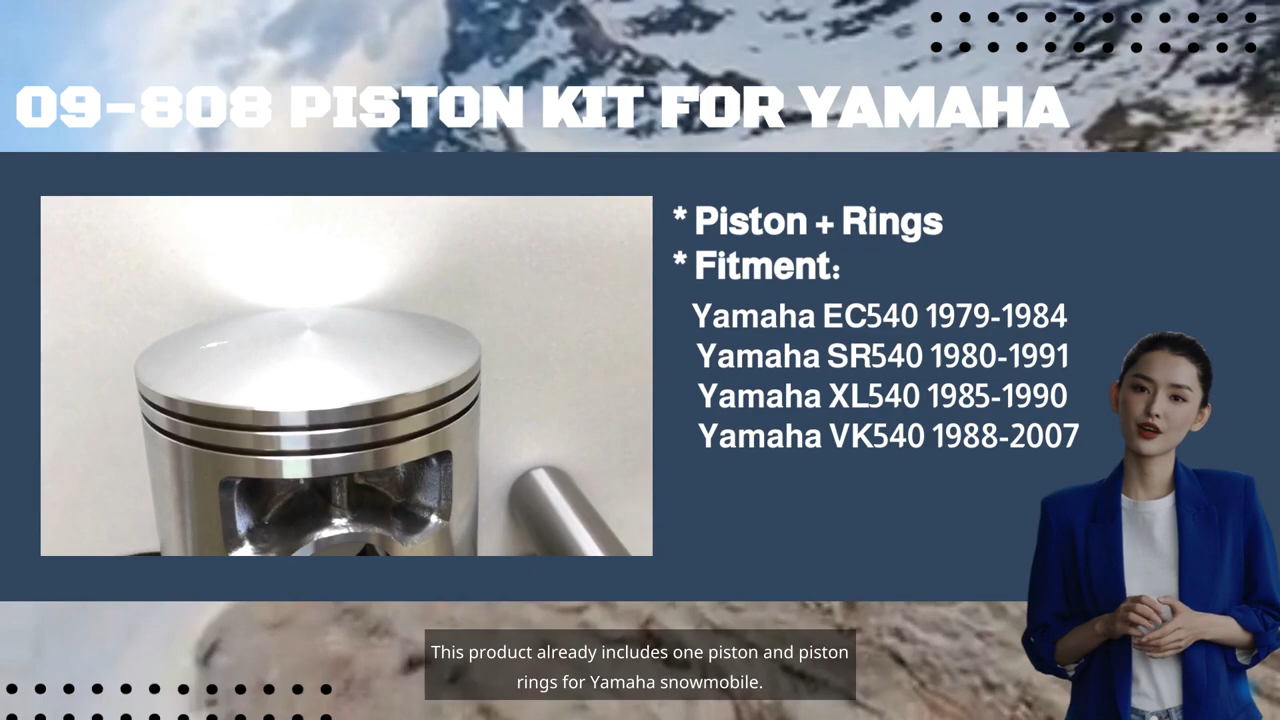 09-808 PISTON KIT FOR YAMAHA
* Piston + Rings
* Fitment:
Yamaha EC540 1979-1984
Yamaha SR540 1980-1991
Yamaha XL540 1985-1990
Yamaha VK540 1988-2007
This product already includes one piston and piston
rings for Yamaha snowmobile.